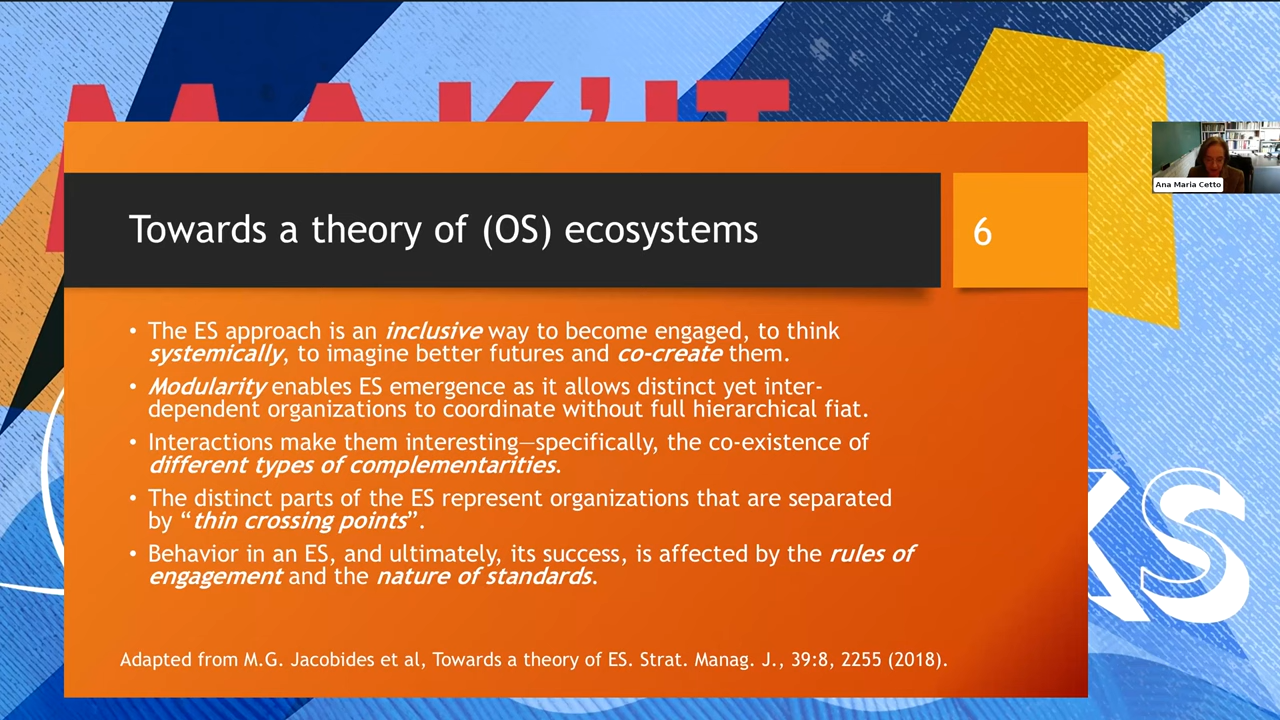 MAK'IT
Towards a theory of (OS) ecosystems
6
Ana Maria Cetto
• The ES approach is an inclusive way to become engaged, to think
systemically, to imagine better futures and co-create them.
• Modularity enables ES emergence as it allows distinct yet inter-
dependent organizations to coordinate without full hierarchical fiat.
• Interactions make them interesting—specifically, the co-existence of
different types of complementarities.
• The distinct parts of the ES represent organizations that are separated
by “thin crossing points”.
• Behavior in an ES, and ultimately, its success, is affected by the rules of
engagement and the nature of standards.
Adapted from M.G. Jacobides et al, Towards a theory of ES. Strat. Manag. J., 39:8, 2255 (2018).